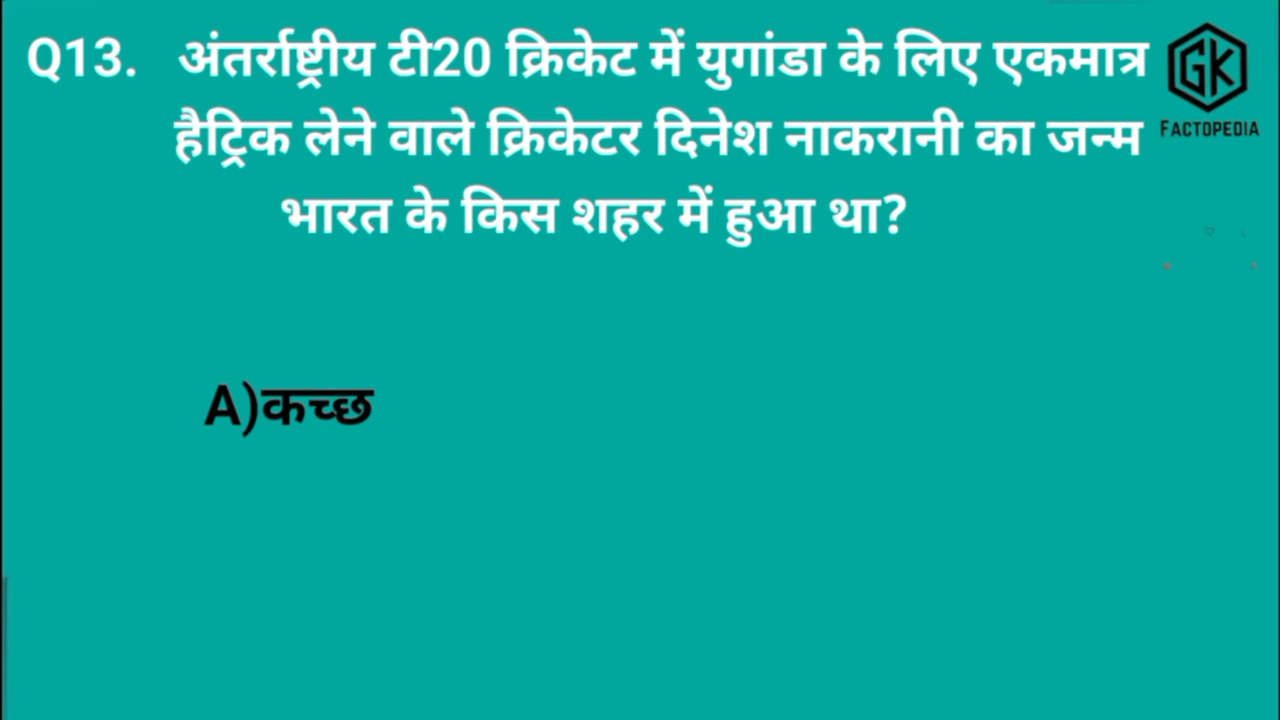 Q13. अंतर्राष्ट्रीय टी20 क्रिकेट में युगांडा के लिए एकमात्र
हैट्रिक लेने वाले क्रिकेटर दिनेश नाकरानी का जन्म
भारत के किस शहर में हुआ था?
GK
FACTOPEDIA
A)कच्छ